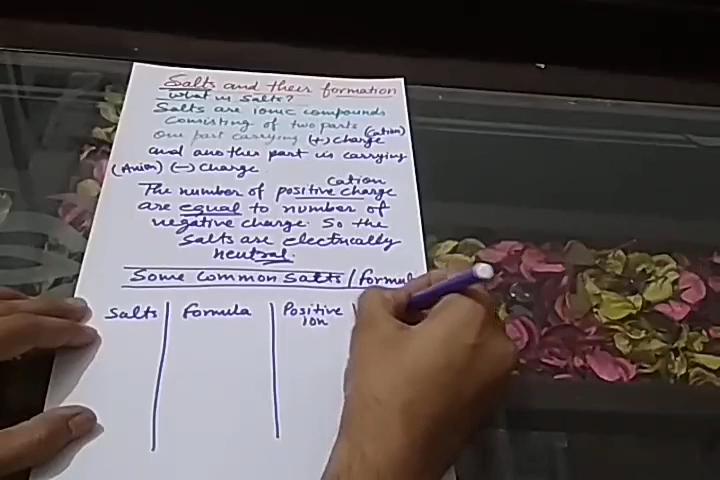 Salts and their formation
What is Salts?
Salts are ionic compounds
Consisting of two parts
One part carrying (+) charge (Cation)
and another part is carrying
(Anion) (-) charge.
The number of positive charge cation
are equal to number of
negative charge. So the
Salts are electrically
neutral.
Some Common Salts / formul
Salts Formula Positive
ion